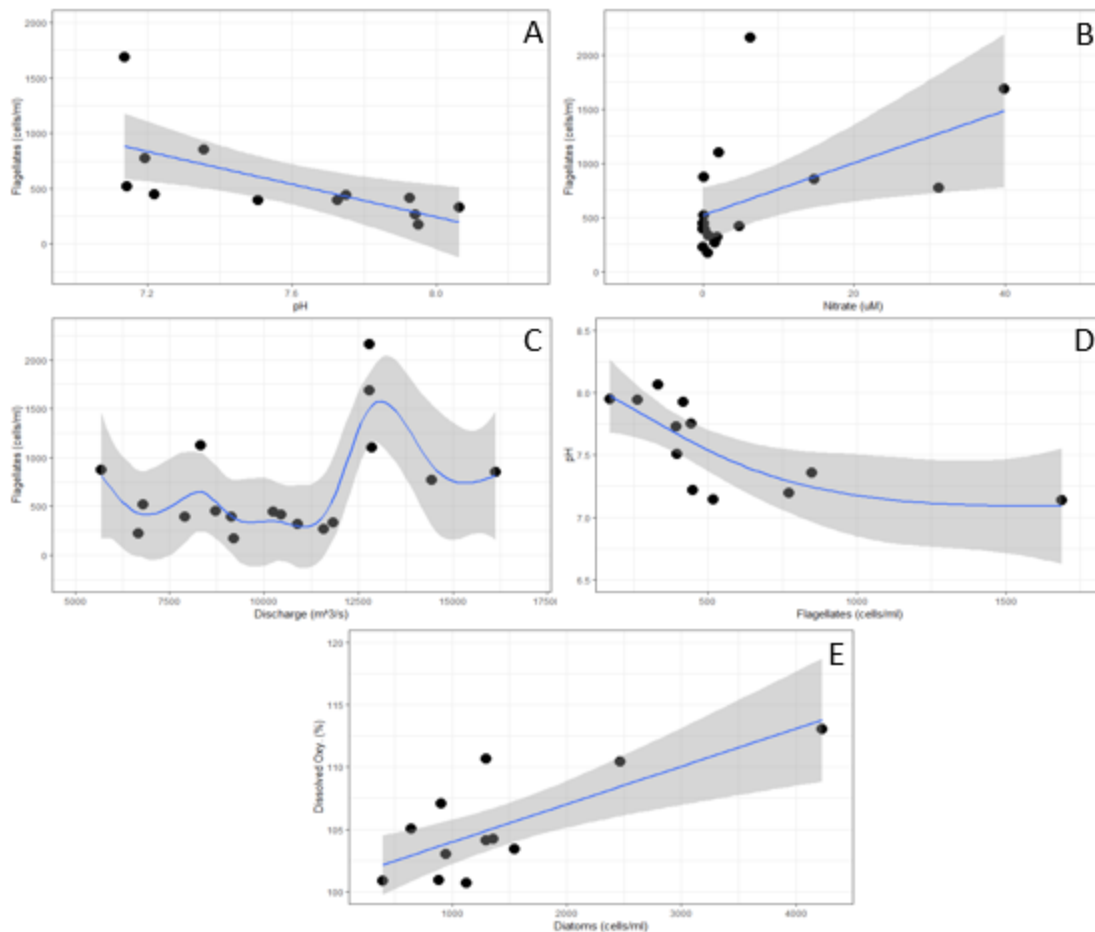 A
Flagellates (cells/ml)
2000
1500
1000
500
0
7.2 7.6 8.0
pH
B
Flagellates (cells/ml)
2000
1500
1000
500
0
0 20 40
Nitrate (uM)
C
Flagellates (cells/ml)
2000
1500
1000
500
0
5000 7500 10000 12500 15000 1750
Discharge (m^3/s)
D
pH
8.5
8.0
7.5
7.0
6.5
500 1000 1500
Flagellates (cells/ml)
E
Dissolved Oxy. (%)
120
115
110
105
100
1000 2000 3000 4000
Diatoms (cells/ml)